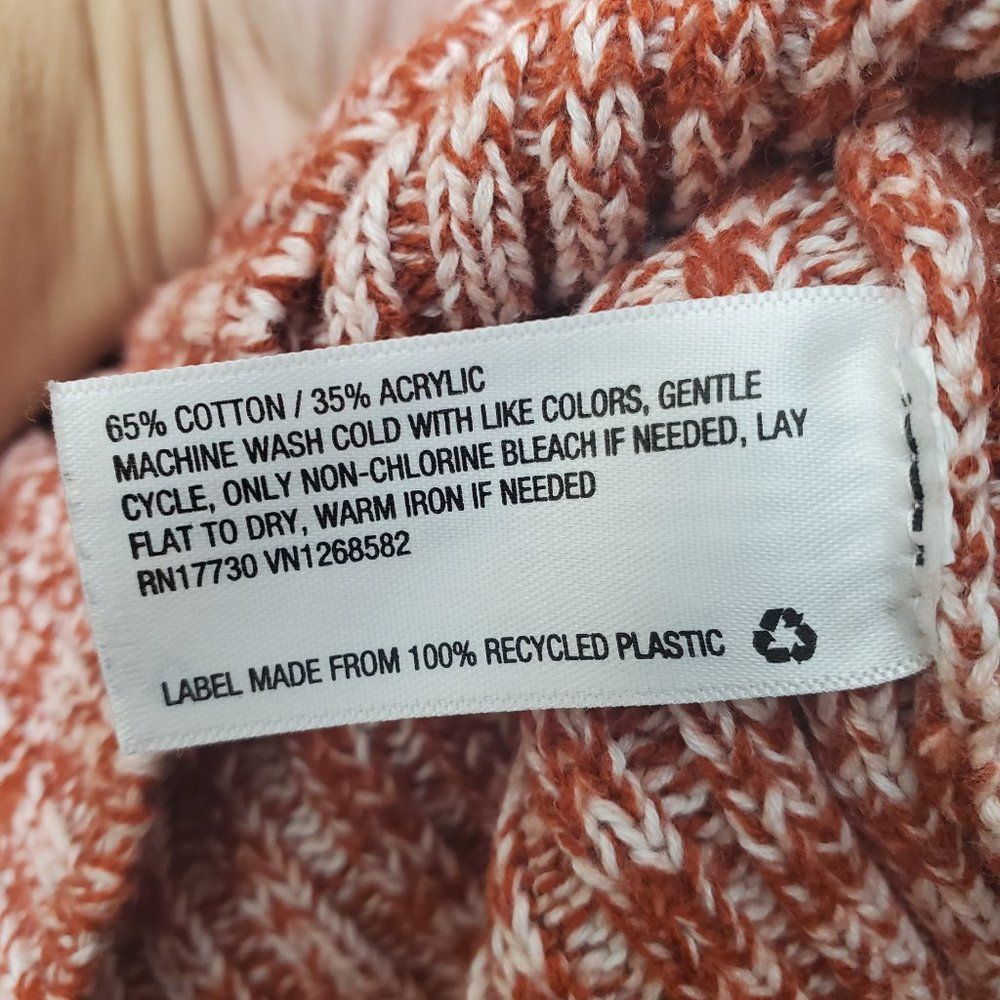 65% COTTON / 35% ACRYLIC
MACHINE WASH COLD WITH LIKE COLORS, GENTLE
CYCLE, ONLY NON-CHLORINE BLEACH IF NEEDED, LAY
FLAT TO DRY, WARM IRON IF NEEDED
RN17730 VN1268582
LABEL MADE FROM 100% RECYCLED PLASTIC